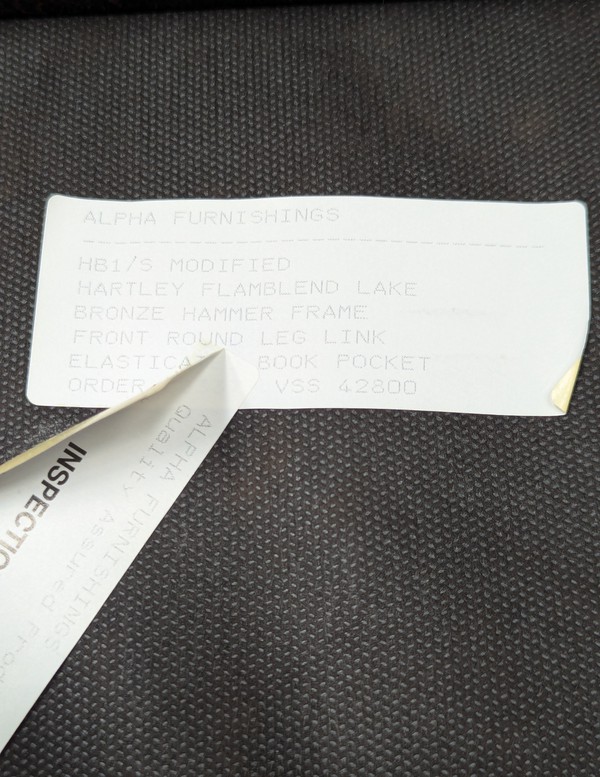 ALPHA FURNISHINGS
HB1/S MODIFIED
HARTLEY FLAMBLEND LAKE
BRONZE HAMMER FRAME
FRONT ROUND LEG LINK
BOOK POCKET
VSS 42800
ALPHA FURNISHINGS
Quality Assured